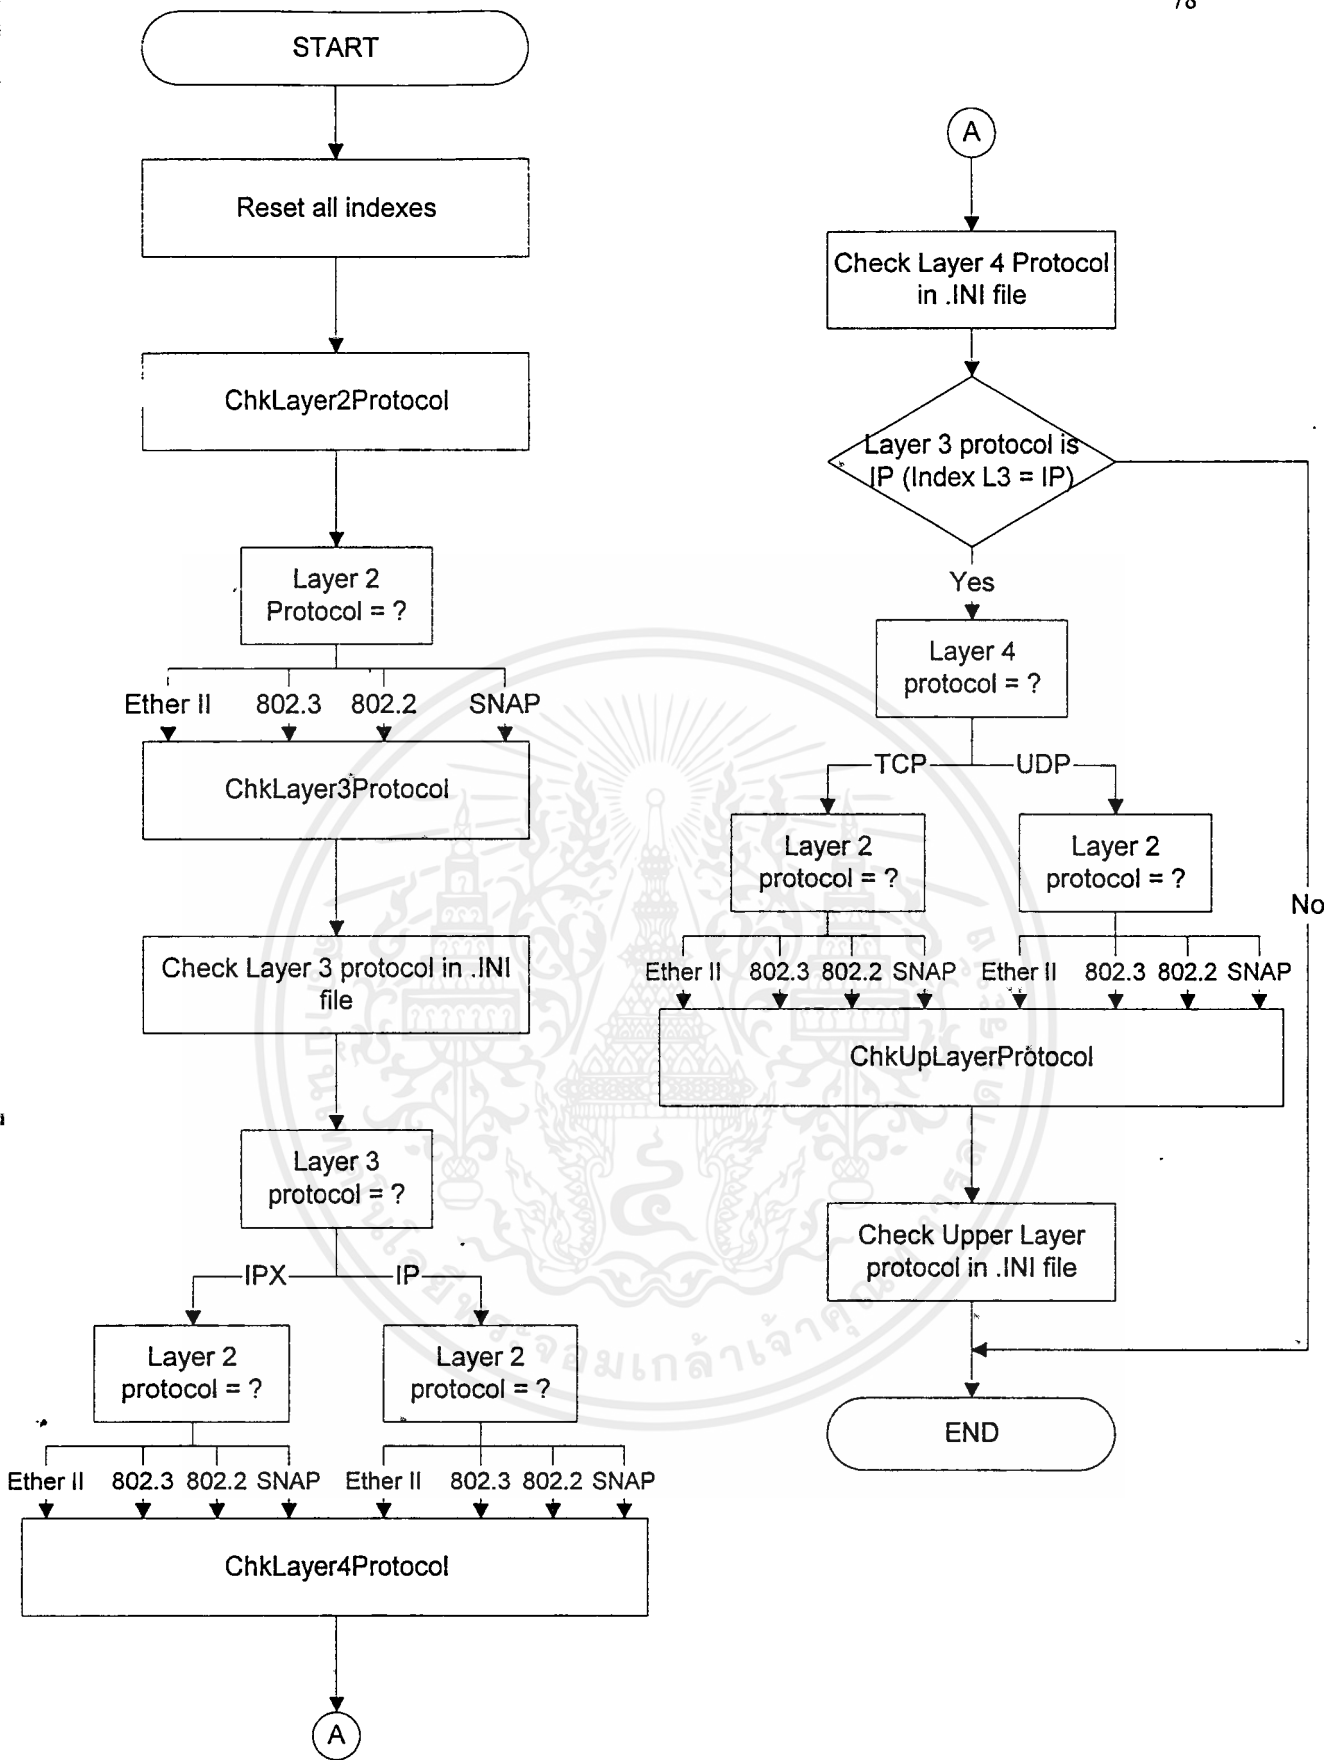 78
START
Reset all indexes
ChkLayer2Protocol
Layer 2
Protocol = ?
Ether II 802.3 802.2 SNAP
ChkLayer3Protocol
Check Layer 3 protocol in .INI
file
Layer 3
protocol = ?
IPX IP
Layer 2
protocol = ?
Layer 2
protocol = ?
Ether II 802.3 802.2 SNAP Ether II 802.3 802.2 SNAP
ChkLayer4Protocol
A
A
Check Layer 4 Protocol
in .INI file
Layer 3 protocol is
IP (Index L3 = IP)
Yes
No
Layer 4
protocol = ?
TCP UDP
Layer 2
protocol = ?
Layer 2
protocol = ?
Ether II 802.3 802.2 SNAP Ether II 802.3 802.2 SNAP
ChkUpLayerProtocol
Check Upper Layer
protocol in .INI file
END